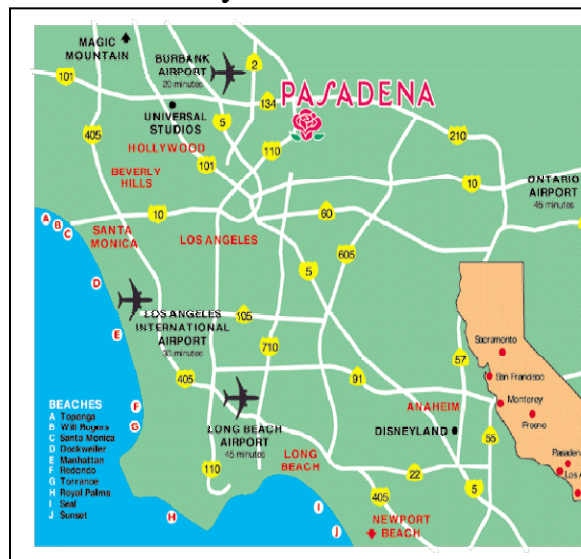 MAGIC
MOUNTAIN
BURBANK
AIRPORT
20 minutes
2
101
134
PASADENA
UNIVERSAL
STUDIOS
5
405
HOLLYWOOD
110
210
101
BEVERLY
HILLS
10
ONTARIO
AIRPORT
45 minutes
A
B
C
10
60
SANTA
MONICA
LOS ANGELES
605
D
5
LOS ANGELES
INTERNATIONAL
AIRPORT
105
E
710
Sacramento
57
San Francisco
405
91
Monterey
Fresno
ANAHEIM
BEACHES
A Topanga
B Will Rogers
C Santa Monica
D Dockweiler
E Manhattan
F Redondo
G Torrance
H Royal Palms
I Seal
J Sunset
F
G
LONG BEACH
AIRPORT
45 minutes
DISNEYLAND
55
Pasadena
Los A
LONG
BEACH
110
22
405
5
H
I
J
NEWPORT
BEACH